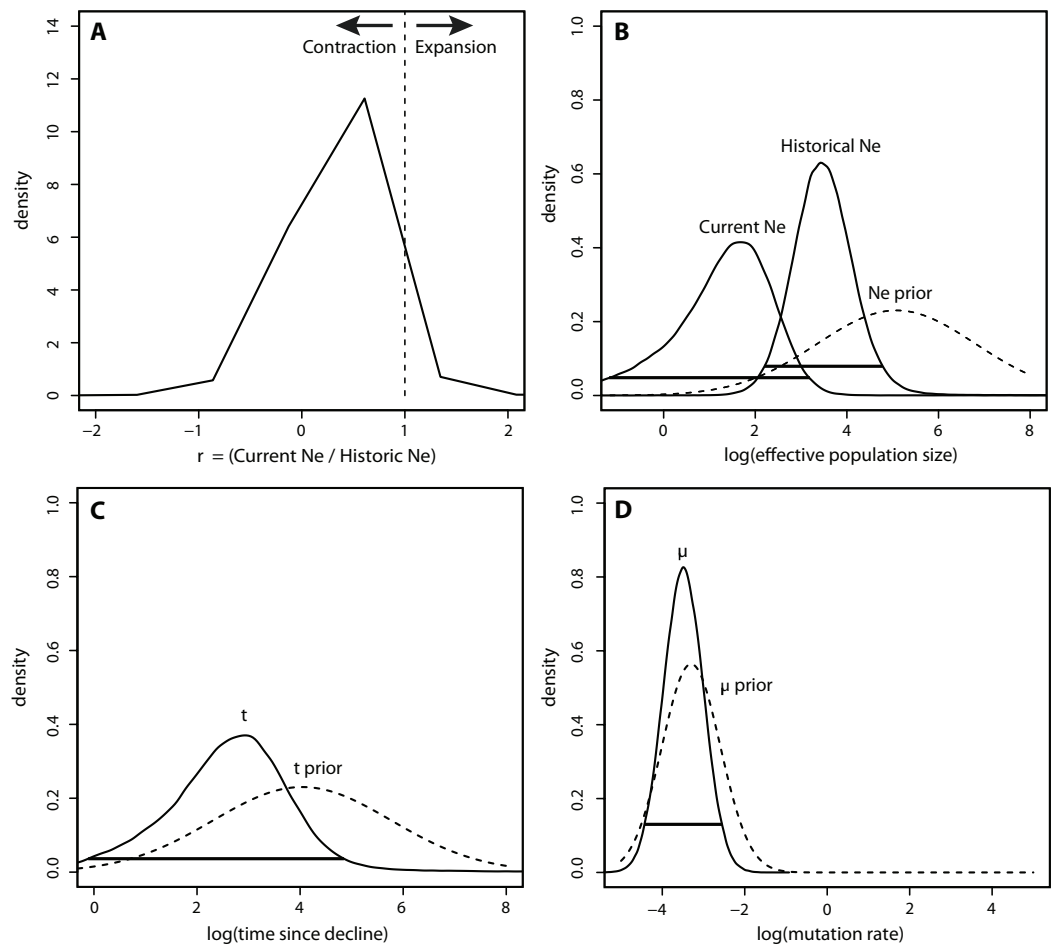 A
Contraction
Expansion
density
14
12
10
8
6
4
2
0
−2
−1
0
1
2
r = (Current Ne / Historic Ne)
B
Historical Ne
Current Ne
Ne prior
density
1.0
0.8
0.6
0.4
0.2
0.0
0
2
4
6
8
log(effective population size)
C
t
t prior
density
1.0
0.8
0.6
0.4
0.2
0.0
0
2
4
6
8
log(time since decline)
D
μ
μ prior
density
1.0
0.8
0.6
0.4
0.2
0.0
−4
−2
0
2
4
log(mutation rate)